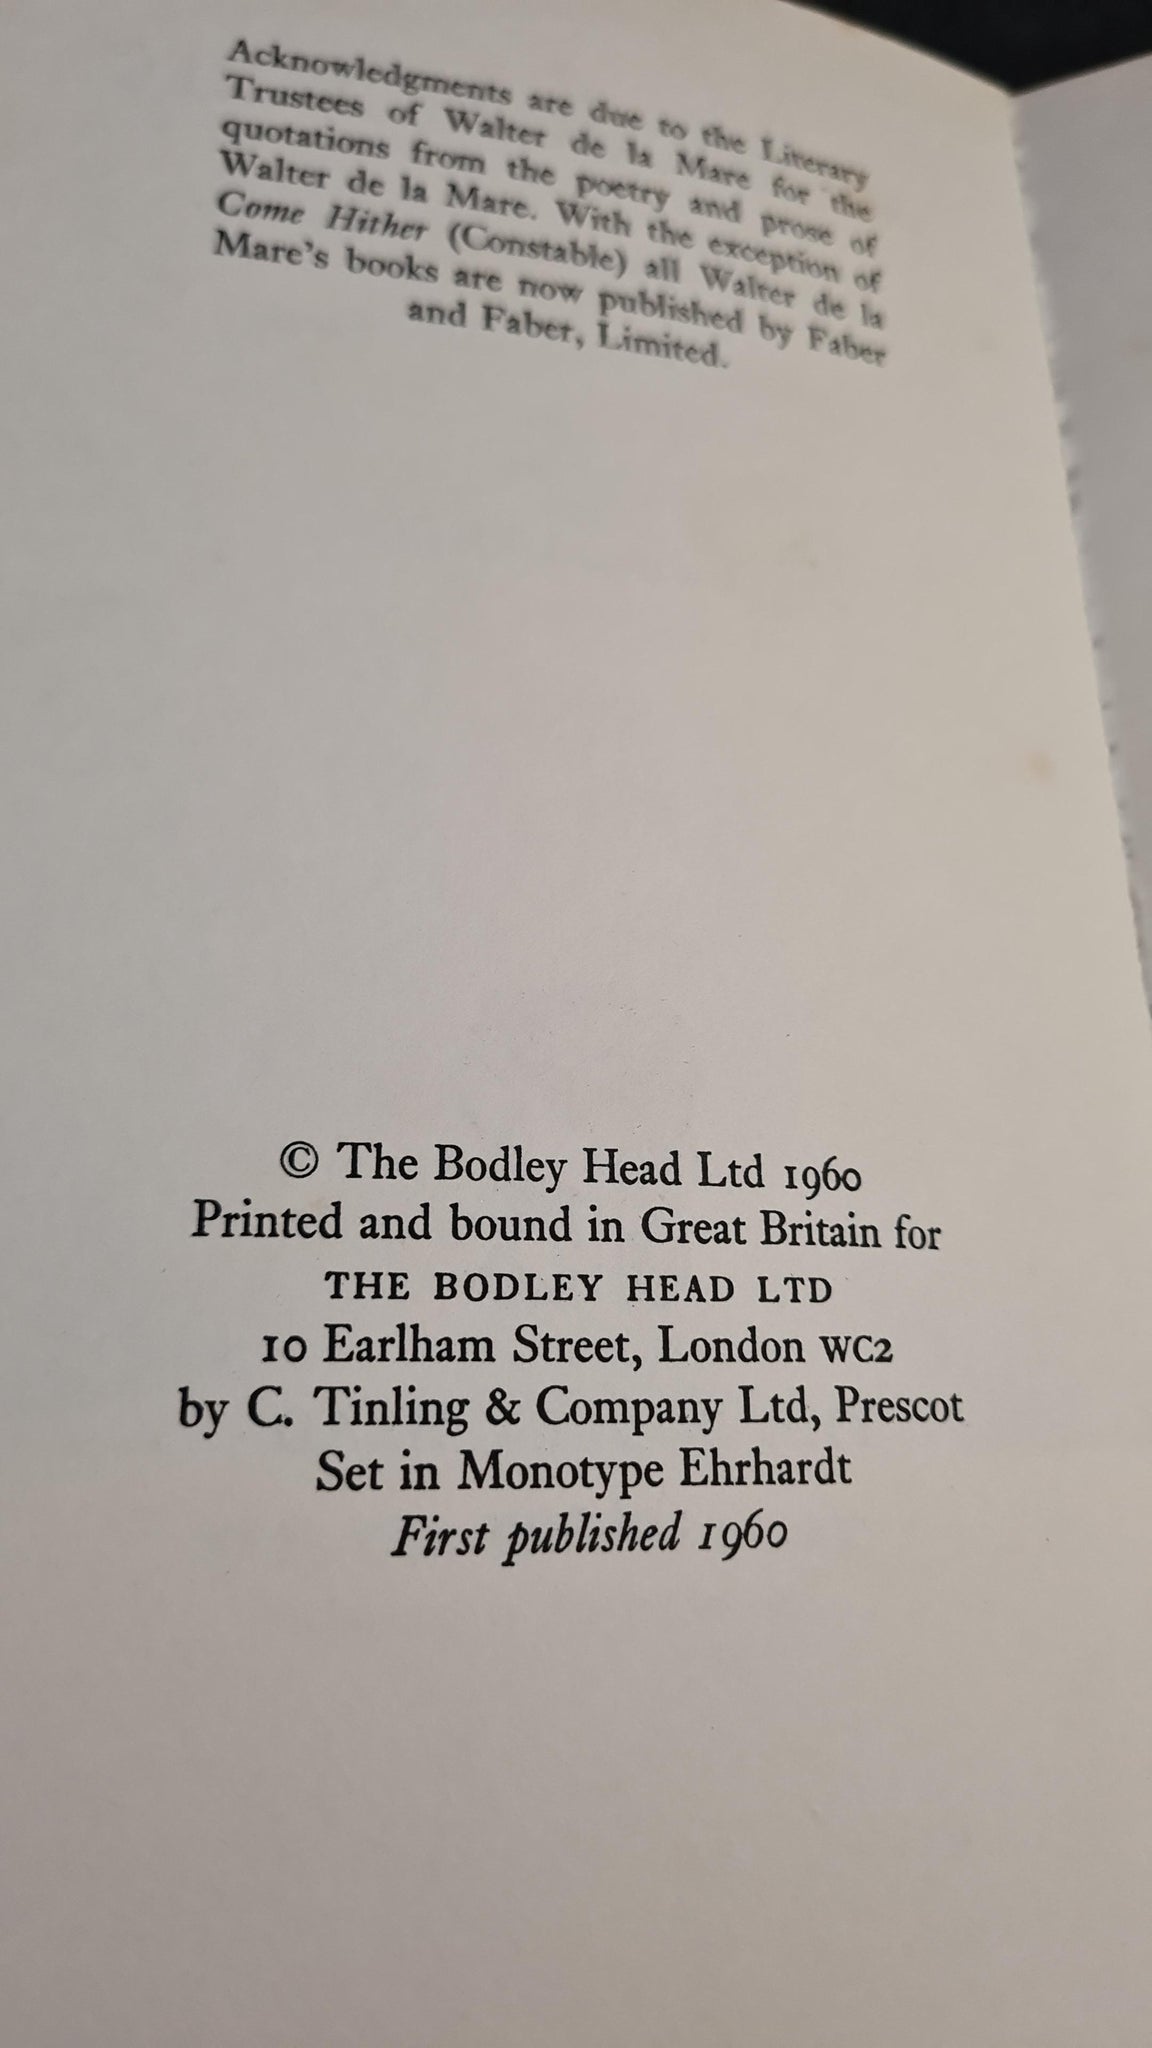 Acknowledgments are due to the Literary
Trustees of Walter de la Mare for the
quotations from the poetry and prose of
Walter de la Mare. With the exception of
Come Hither (Constable) all Walter de la
Mare's books are now published by Faber
and Faber, Limited.
© The Bodley Head Ltd 1960
Printed and bound in Great Britain for
THE BODLEY HEAD LTD
10 Earlham Street, London WC2
by C. Tinling & Company Ltd, Prescot
Set in Monotype Ehrhardt
First published 1960